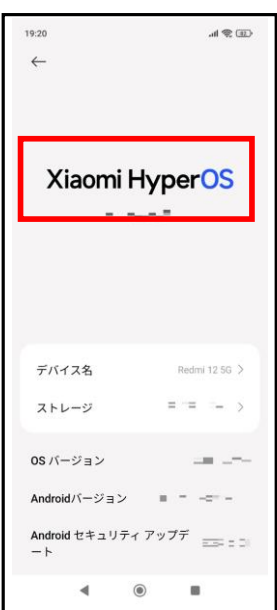 19:20
82
Xiaomi HyperOS
デバイス名
Redmi 12 5G
ストレージ
OS バージョン
Androidバージョン
Android セキュリティ アップデ
ート